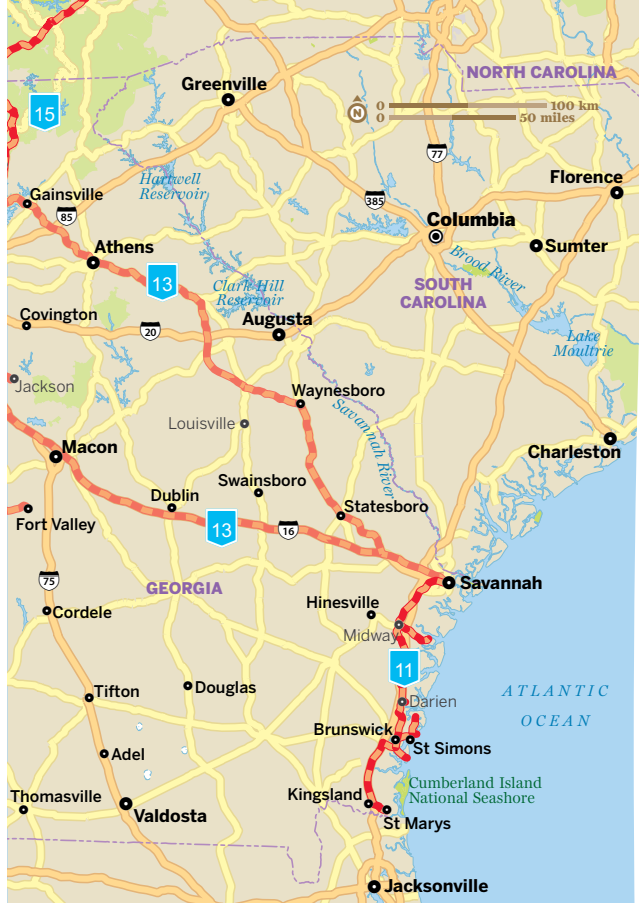 NORTH CAROLINA
Greenville
0 100 km
0 50 miles
N
15
77
Hartwell
Reservoir
Florence
Gainsville
385
85
Columbia
Athens
Sumter
Brood River
13
Clark Hill
Reservoir
SOUTH
CAROLINA
Covington
20
Augusta
Lake
Moultrie
Jackson
Waynesboro
Savannah River
Louisville
Macon
Charleston
Swainsboro
Dublin
Statesboro
Fort Valley
13
16
75
GEORGIA
Savannah
Hinesville
Cordele
Midway
11
Tifton
Douglas
Darien
ATLANTIC
OCEAN
Brunswick
St Simons
Adel
Cumberland Island
National Seashore
Thomasville
Kingsland
Valdosta
St Marys
Jacksonville